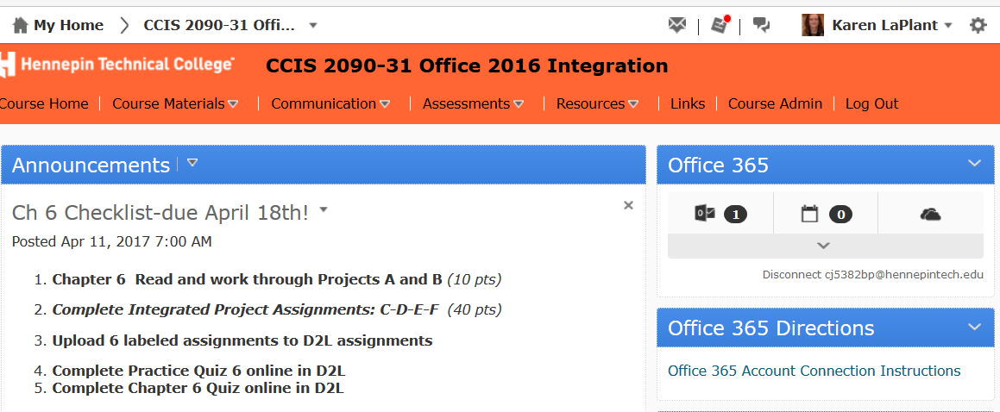 My Home CCIS 2090-31 Offi... Karen LaPlant
Hennepin Technical College CCIS 2090-31 Office 2016 Integration
Course Home Course Materials Communication Assessments Resources Links Course Admin Log Out
Announcements
Ch 6 Checklist-due April 18th!
Posted Apr 11, 2017 7:00 AM
1. Chapter 6 Read and work through Projects A and B (10 pts)
2. Complete Integrated Project Assignments: C-D-E-F (40 pts)
3. Upload 6 labeled assignments to D2L assignments
4. Complete Practice Quiz 6 online in D2L
5. Complete Chapter 6 Quiz online in D2L
Office 365
1 0
Disconnect cj5382bp@hennepintech.edu
Office 365 Directions
Office 365 Account Connection Instructions